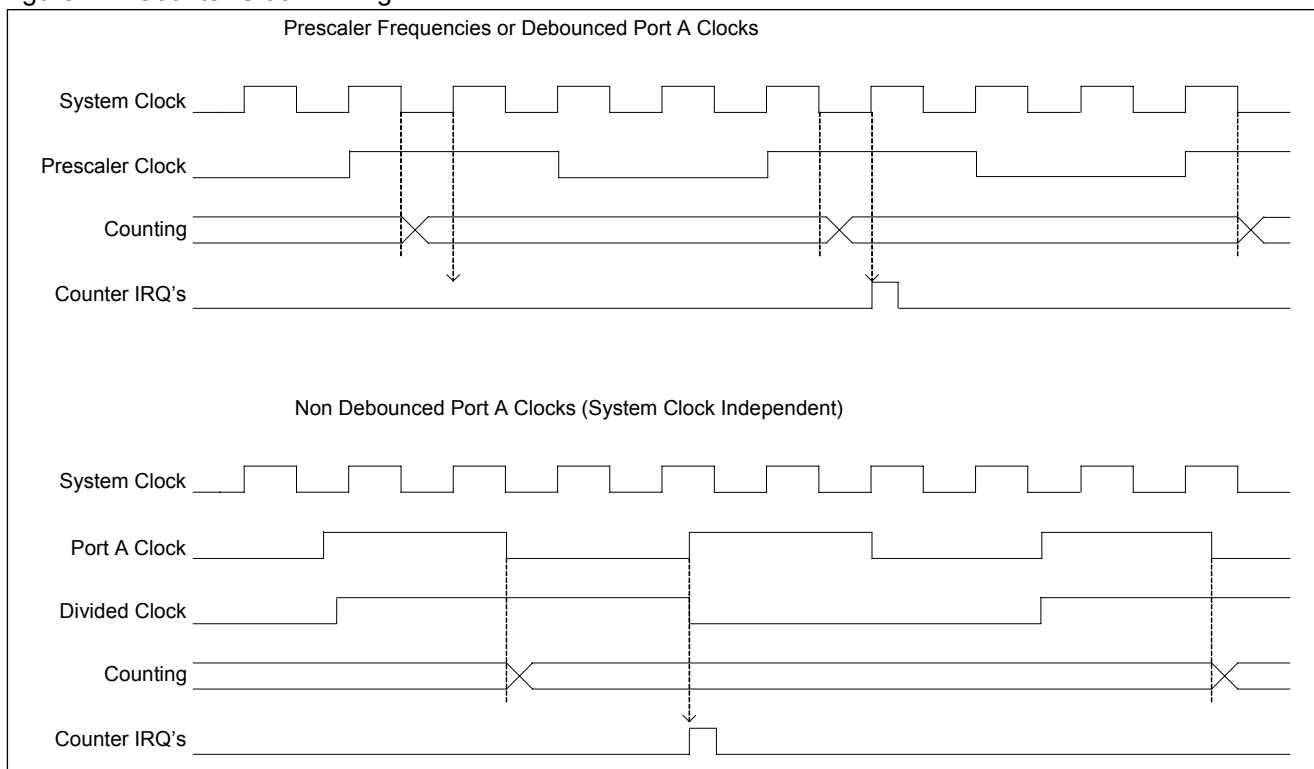 Prescaler Frequencies or Debounced Port A Clocks
System Clock
Prescaler Clock
Counting
Counter IRQ's
Non Debounced Port A Clocks (System Clock Independent)
System Clock
Port A Clock
Divided Clock
Counting
Counter IRQ's